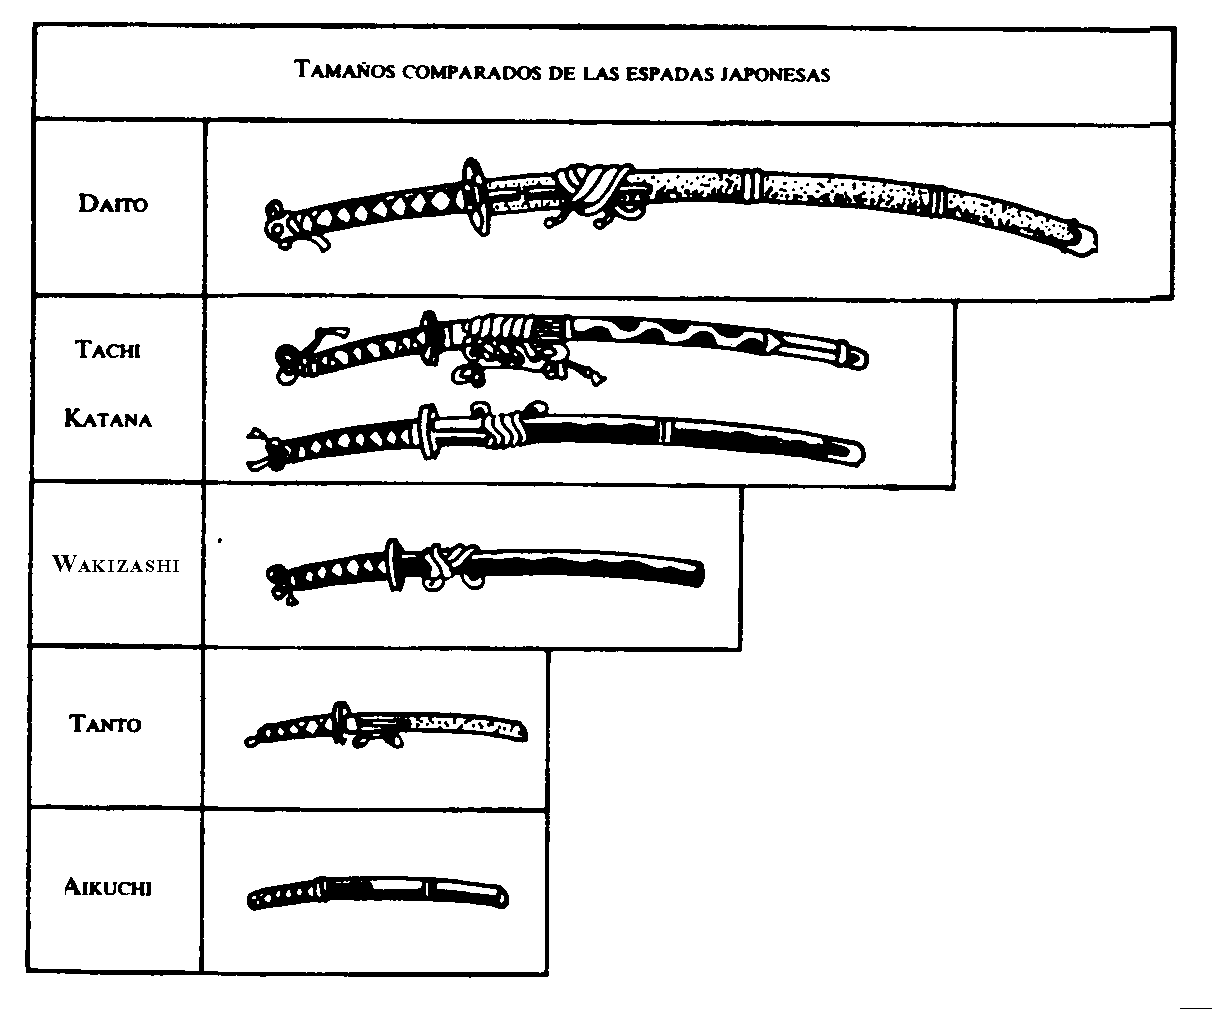 TAMAÑOS COMPARADOS DE LAS ESPADAS JAPONESAS
DAITO
TACHI
KATANA
WAKIZASHI
TANTO
AIKUCHI